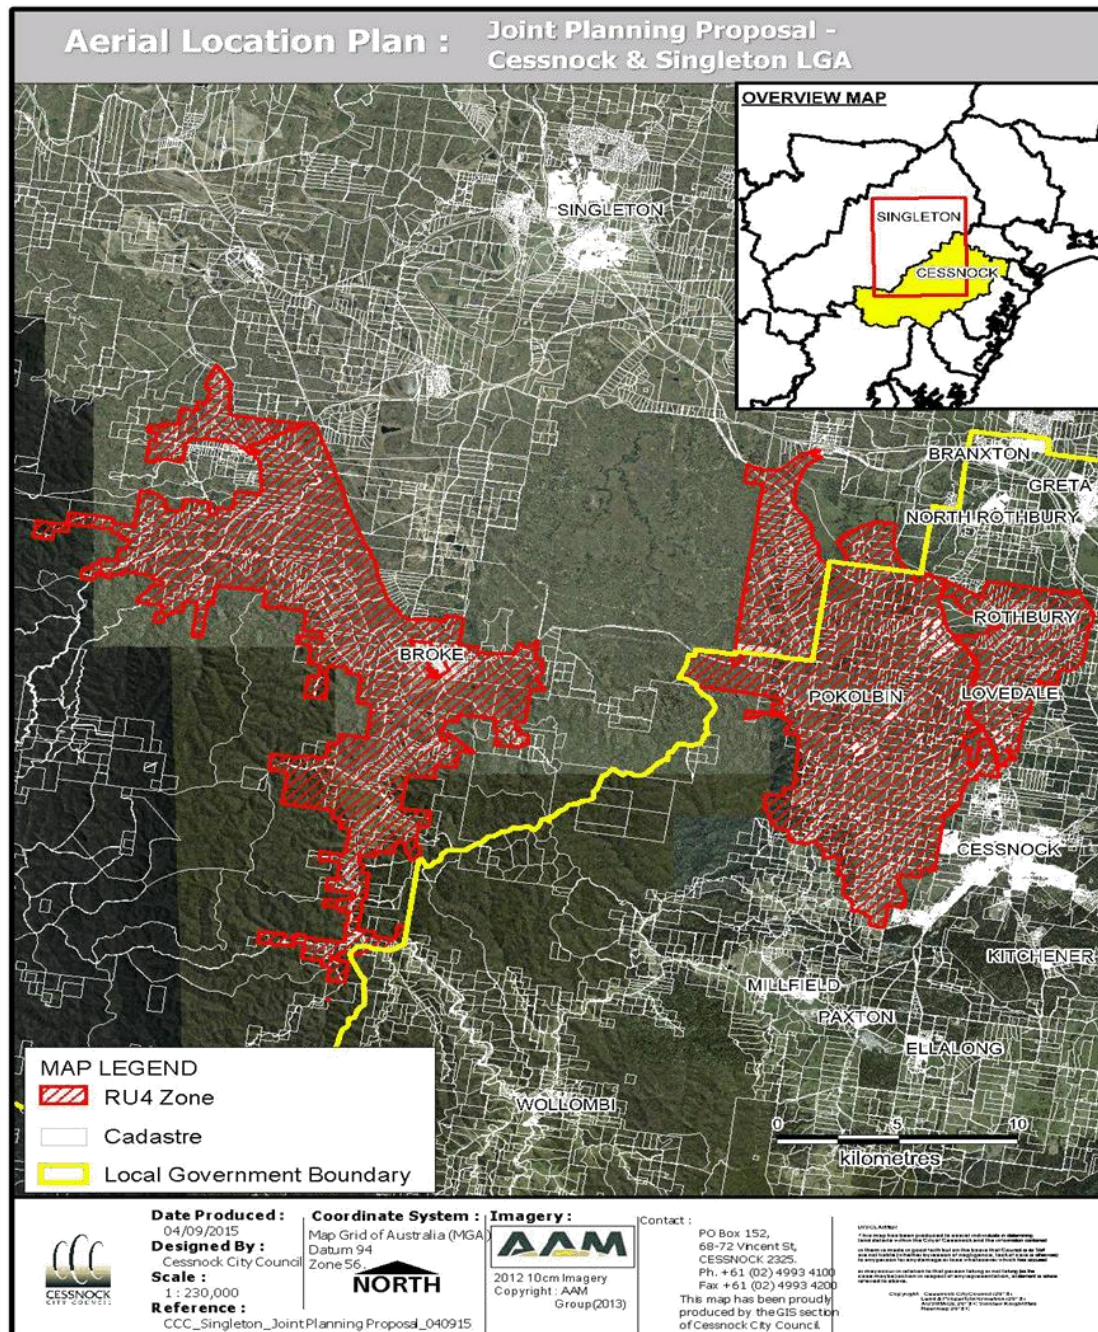 Aerial Location Plan :
Joint Planning Proposal -
Cessnock & Singleton LGA
OVERVIEW MAP
SINGLETON
CESSNOCK
SINGLETON
BRANXTON
GRETA
NORTH ROTHBURY
ROTHBURY
BROKE
POKOLBIN
LOVEDALE
CESSNOCK
KITCHENER
MILLFIELD
PAXTON
ELLALONG
WOLLOMBI
MAP LEGEND
RU4 Zone
Cadastre
Local Government Boundary
0 5 10
kilometres
CESSNOCK
CITY COUNCIL
Date Produced :
04/09/2015
Designed By :
Cessnock City Council
Scale :
1 : 230,000
Reference :
CCC_Singleton_Joint Planning Proposal_040915
Coordinate System :
Map Grid of Australia (MGA)
Datum 94
Zone 56.
NORTH
Imagery :
AAM
2012 10cm Imagery
Copyright : AAM
Group(2013)
Contact :
PO Box 152,
68-72 Vincent St,
CESSNOCK 2325.
Ph. +61 (02) 4993 4100
Fax +61 (02) 4993 4200
This map has been proudly
produced by the GIS section
of Cessnock City Council.
DISCLAIMER